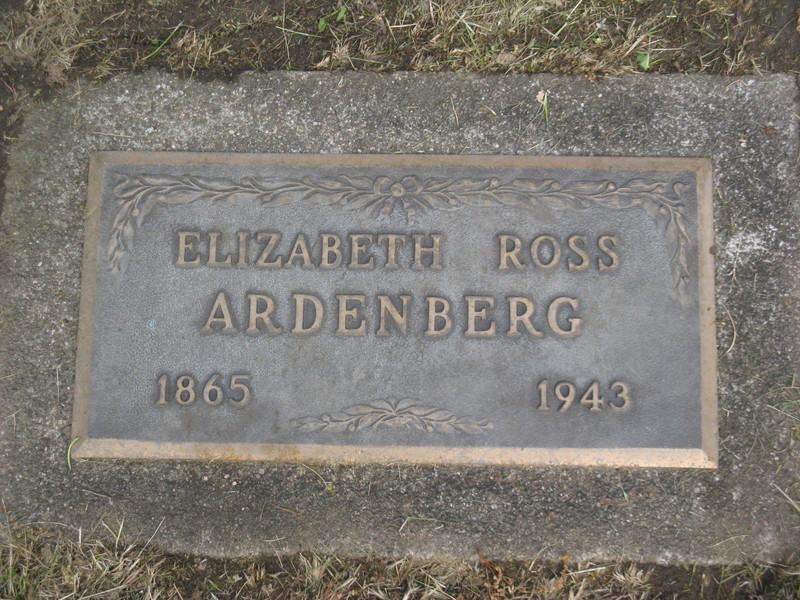 ELIZABETH ROSS
ARDENBERG
1865 1943